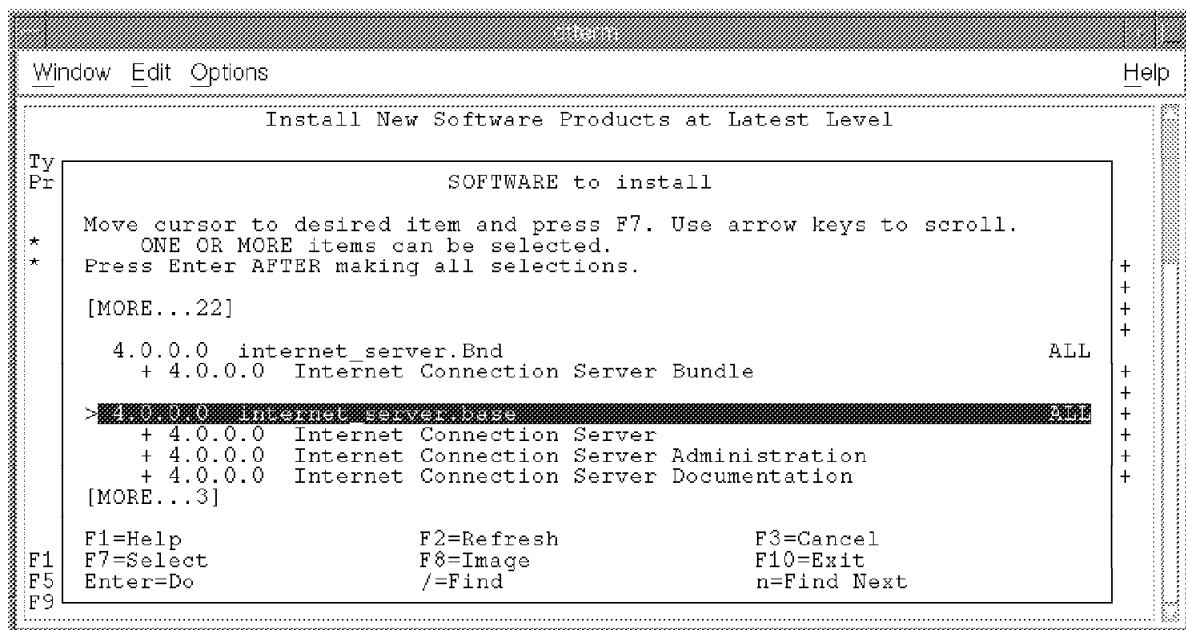 aixterm
Window Edit Options Help
Install New Software Products at Latest Level
Ty
Pr
SOFTWARE to install
Move cursor to desired item and press F7. Use arrow keys to scroll.
* ONE OR MORE items can be selected.
* Press Enter AFTER making all selections. +
+
[MORE...22] +
+
4.0.0.0 internet_server.Bnd ALL
+ 4.0.0.0 Internet Connection Server Bundle +
+
> 4.0.0.0 internet_server.base ALL +
+ 4.0.0.0 Internet Connection Server +
+ 4.0.0.0 Internet Connection Server Administration +
+ 4.0.0.0 Internet Connection Server Documentation +
[MORE...3]
F1=Help F2=Refresh F3=Cancel
F1 F7=Select F8=Image F10=Exit
F5 Enter=Do /=Find n=Find Next
F9